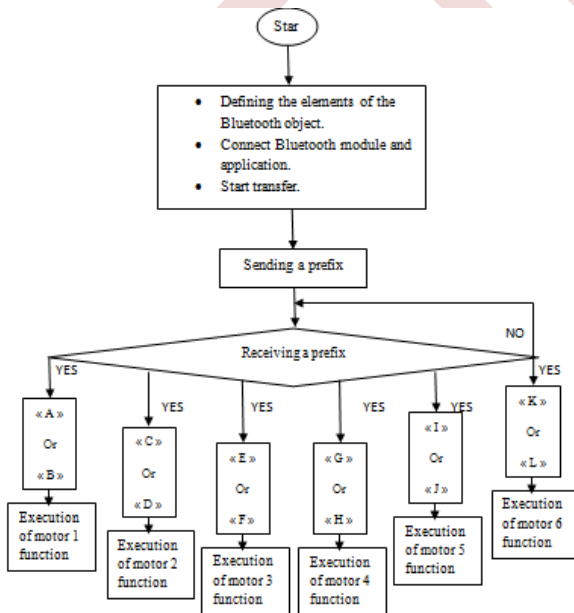 Star
• Defining the elements of the
Bluetooth object.
• Connect Bluetooth module and
application.
• Start transfer.
Sending a prefix
NO
Receiving a prefix
YES
YES
YES
YES
YES
YES
« A »
Or
« B »
« C »
Or
« D »
« E »
Or
« F »
« G »
Or
« H »
« I »
Or
« J »
« K »
Or
« L »
Execution
of motor 1
function
Execution
of motor 2
function
Execution
of motor 3
function
Execution
of motor 4
function
Execution
of motor 5
function
Execution
of motor 6
function